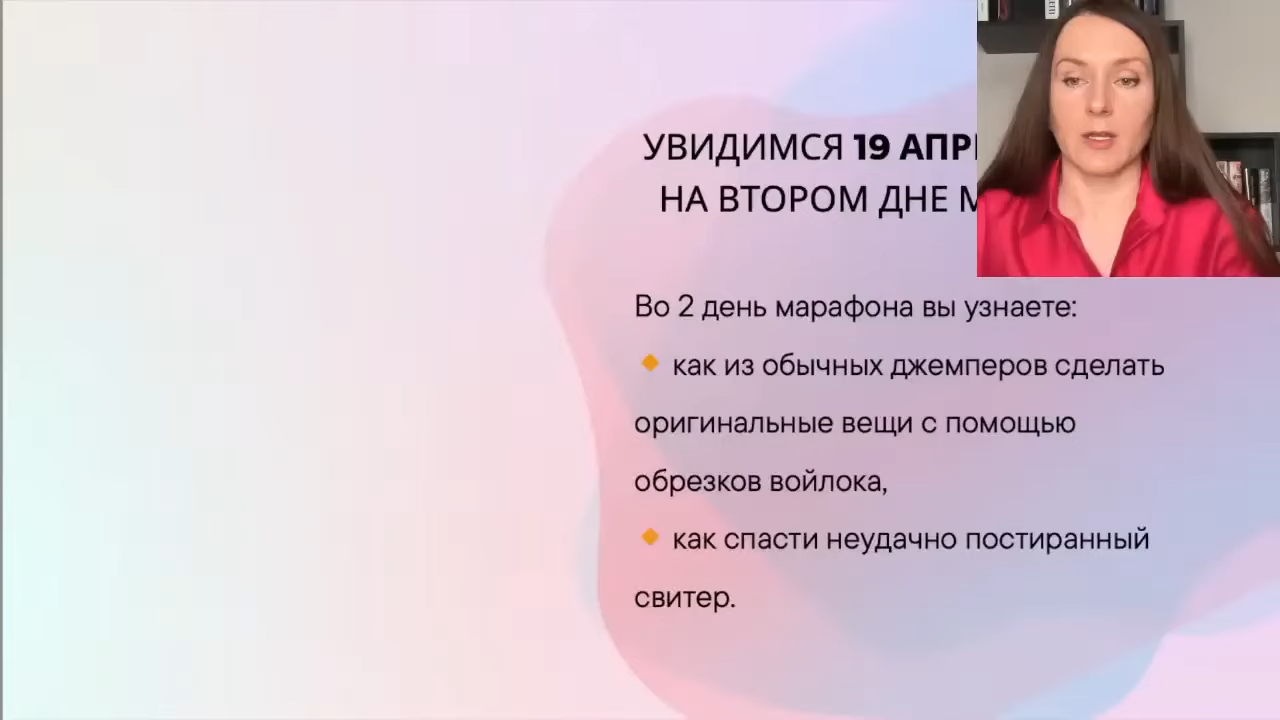 УВИДИМСЯ 19
НА ВТОРОМ ДНЕ
Во 2 день марафона вы узнаете:
🔸 как из обычных джемперов сделать
оригинальные вещи с помощью
обрезков войлока,
🔸 как спасти неудачно постиранный
свитер.